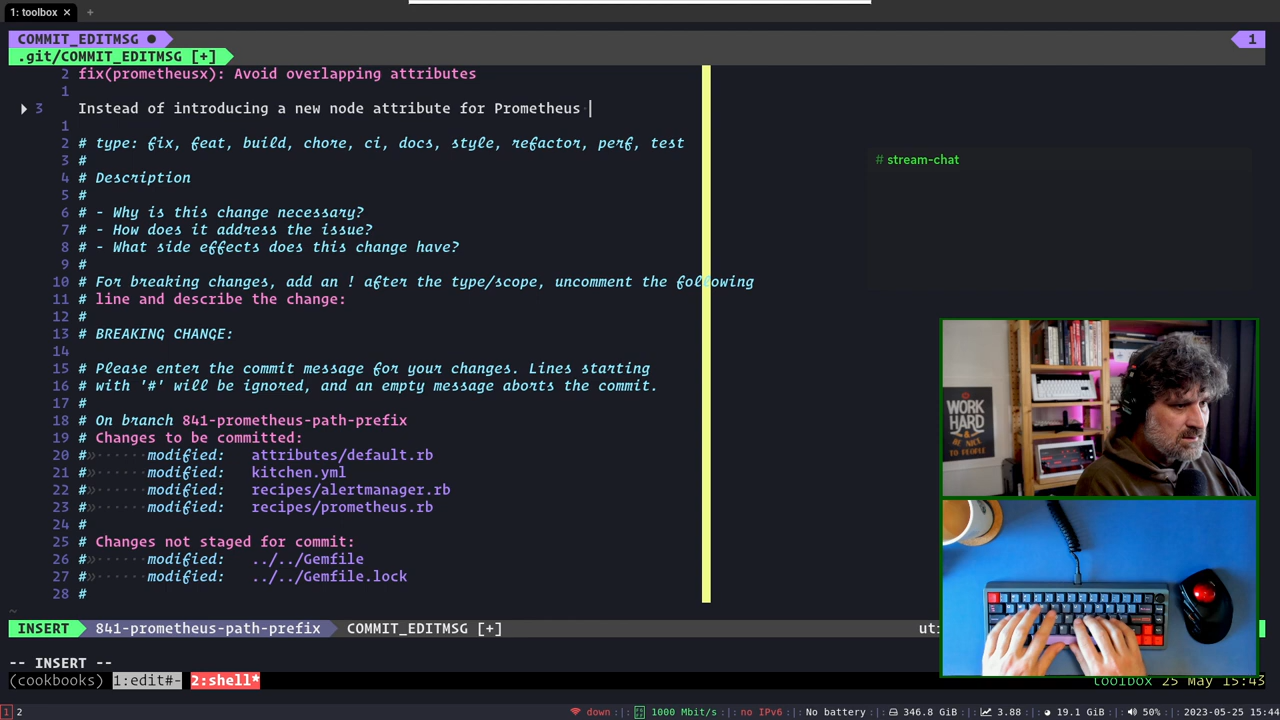 1: toolbox ✕ +
COMMIT_EDITMSG ● 1
.git/COMMIT_EDITMSG [+]
2 fix(prometheusx): Avoid overlapping attributes
1
3 Instead of introducing a new node attribute for Prometheus
1
2 # type: fix, feat, build, chore, ci, docs, style, refactor, perf, test
3 #
4 # Description
5 #
6 # - Why is this change necessary?
7 # - How does it address the issue?
8 # - What side effects does this change have?
9 #
10 # For breaking changes, add an ! after the type/scope, uncomment the following
11 # line and describe the change:
12 #
13 # BREAKING CHANGE:
14
15 # Please enter the commit message for your changes. Lines starting
16 # with '#' will be ignored, and an empty message aborts the commit.
17 #
18 # On branch 841-prometheus-path-prefix
19 # Changes to be committed:
20 #»······modified:   attributes/default.rb
21 #»······modified:   kitchen.yml
22 #»······modified:   recipes/alertmanager.rb
23 #»······modified:   recipes/prometheus.rb
24 #
25 # Changes not staged for commit:
26 #»······modified:   ../../Gemfile
27 #»······modified:   ../../Gemfile.lock
28 #
~
# stream-chat
WORK
HARD
& BE NICE
TO PEOPLE
INSERT 841-prometheus-path-prefix COMMIT_EDITMSG [+] ut
-- INSERT --
(cookbooks) 1:edit#- 2:shell* toolbox 25 May 15:43
1 2 down :|: 1000 Mbit/s :|: no IPv6 :|: No battery :|: 346.8 GiB :|: 3.88 :|: 19.1 GiB :|: 50% :|: 2023-05-25 15:44